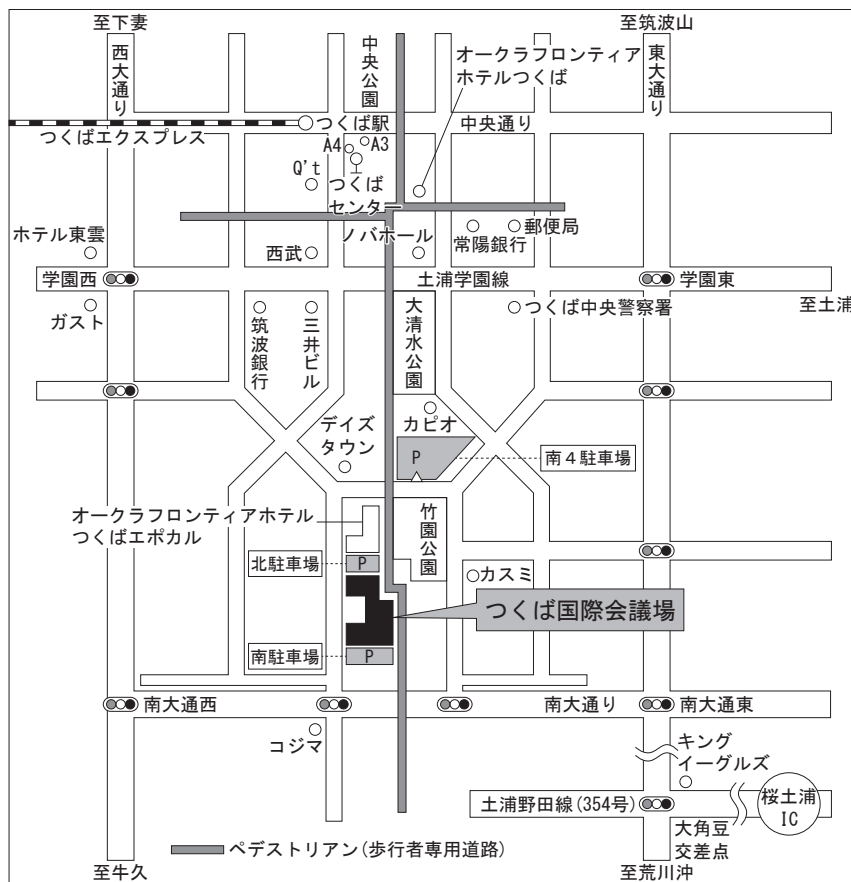 至下妻
至筑波山
西大通り
中央公園
オークラフロンティア
ホテルつくば
東大通り
つくばエクスプレス
つくば駅
中央通り
A4
A3
Q't
つくば
センター
ホテル東雲
西武
ノバホール
常陽銀行
郵便局
学園西
土浦学園線
学園東
ガスト
筑波銀行
三井ビル
大清水公園
つくば中央警察署
至土浦
デイズ
タウン
カピオ
P
南4駐車場
オークラフロンティアホテル
つくばエポカル
竹園公園
北駐車場
P
カスミ
つくば国際会議場
南駐車場
P
南大通西
南大通り
南大通東
コジマ
キング
イーグルズ
土浦野田線(354号)
桜土浦
IC
大角豆
交差点
ペデストリアン(歩行者専用道路)
至牛久
至荒川沖